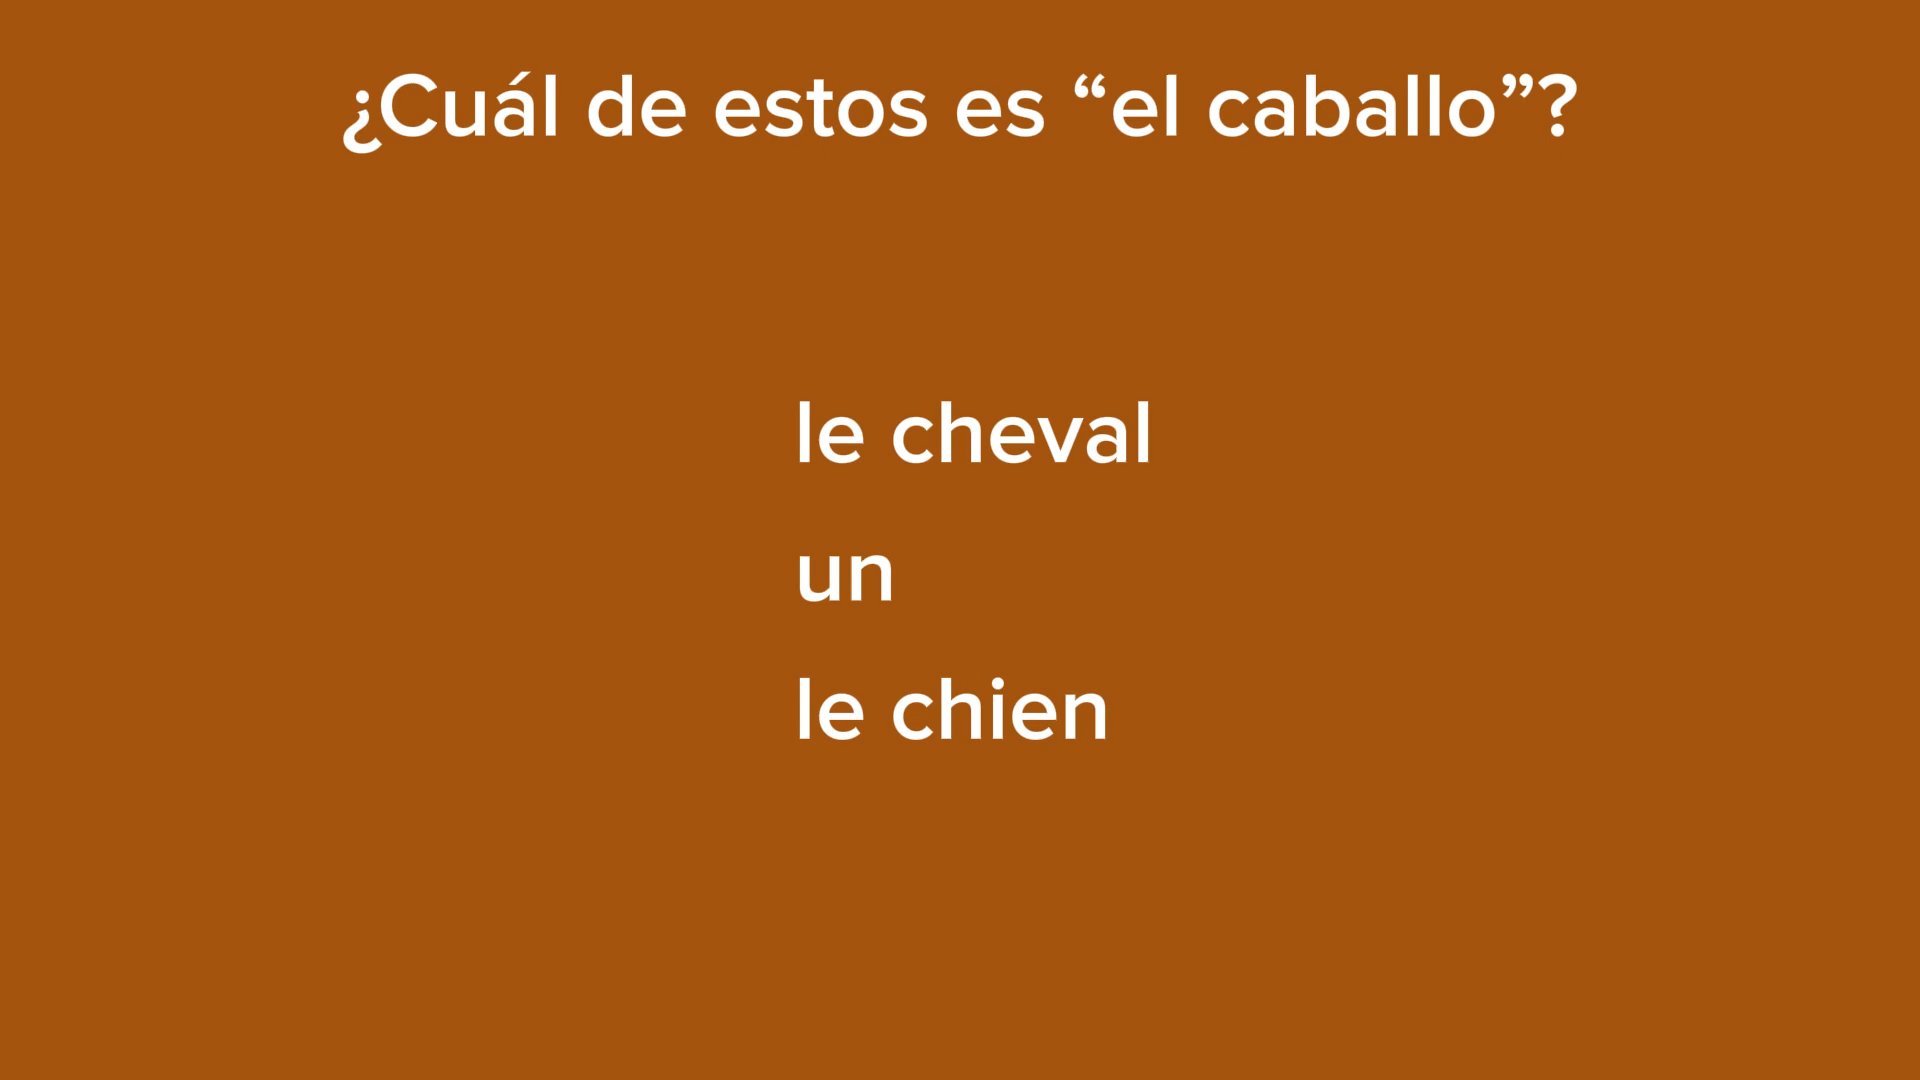 ¿Cuál de estos es “el caballo”?
le cheval
un
le chien